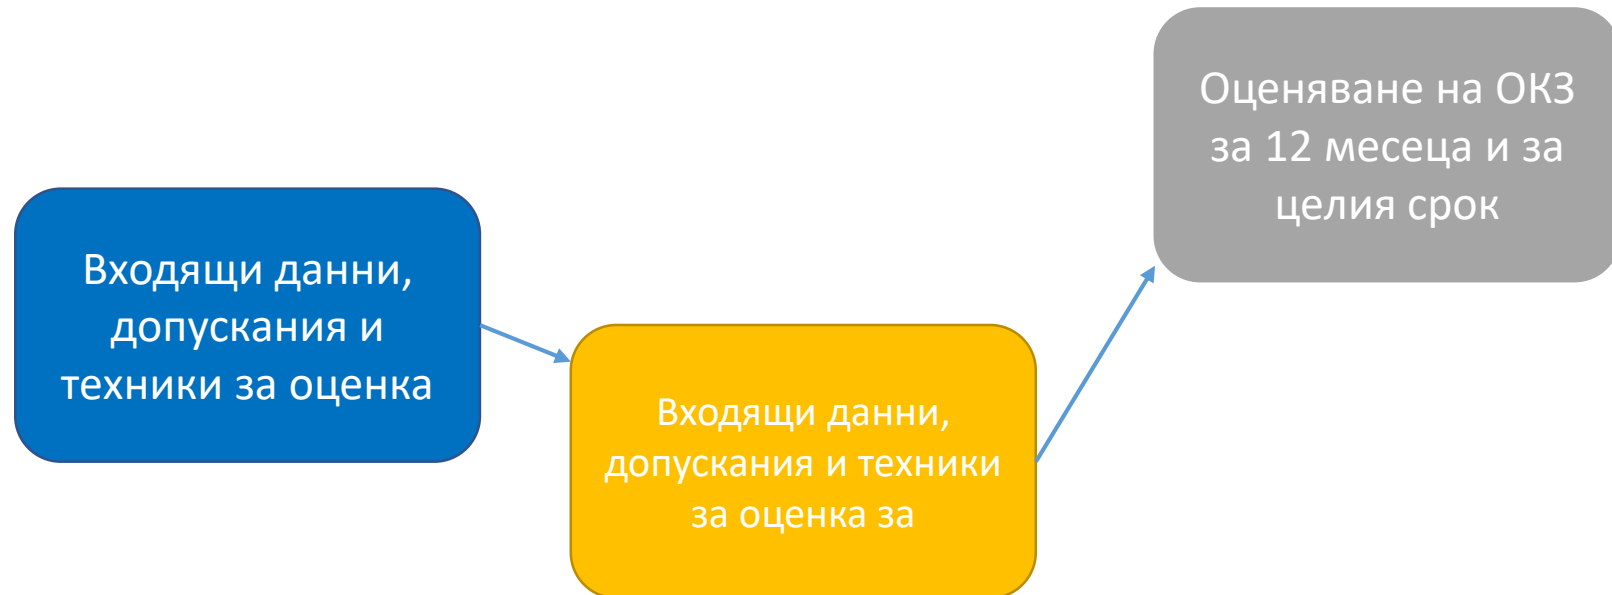 Входящи данни,
допускания и
техники за оценка
Входящи данни,
допускания и техники
за оценка за
Оценяване на ОКЗ
за 12 месеца и за
целия срок